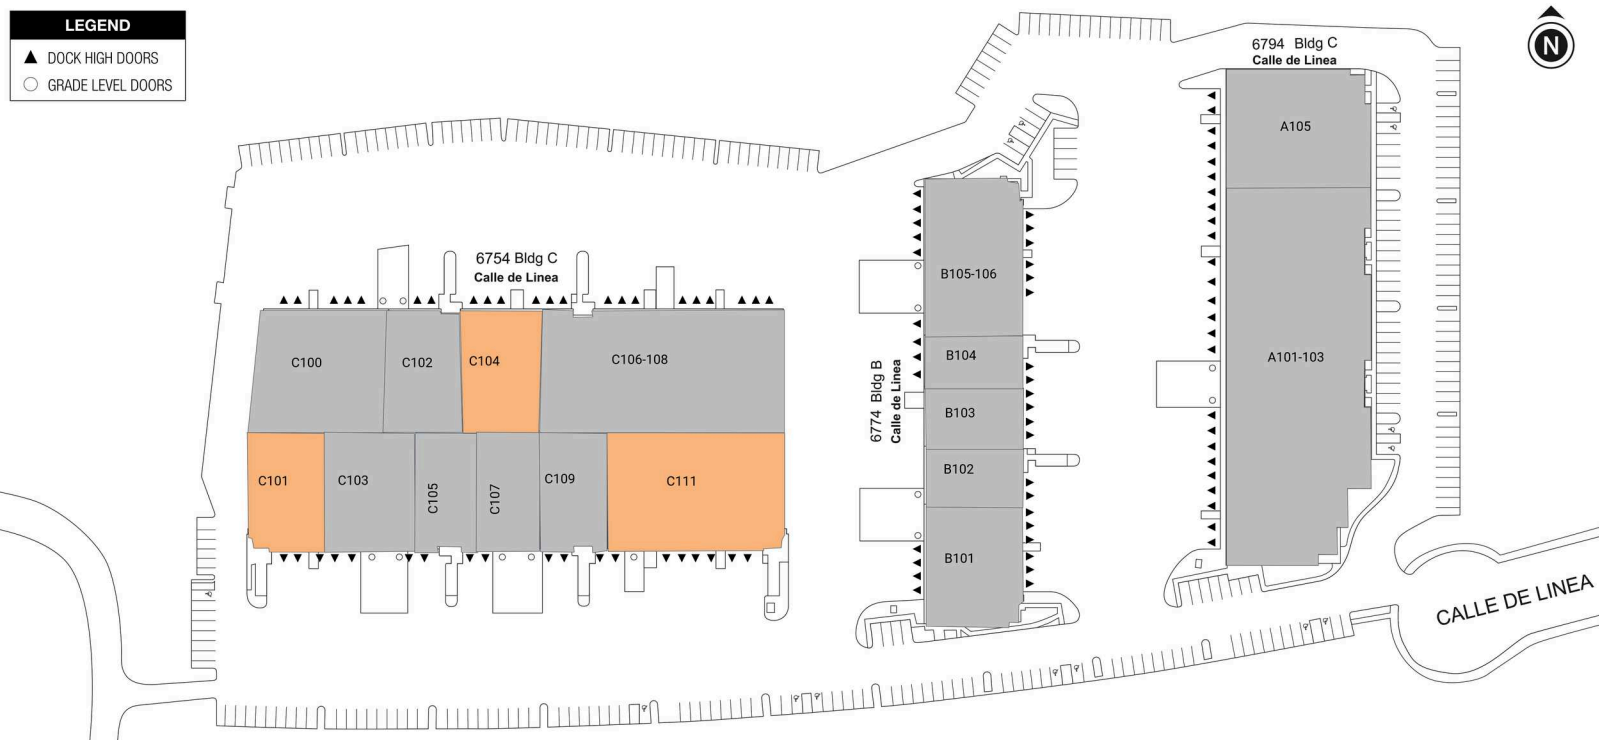 LEGEND
DOCK HIGH DOORS
GRADE LEVEL DOORS
N
6794 Bldg C
Calle de Linea
A105
A101-103
6754 Bldg C
Calle de Linea
C100
C102
C104
C106-108
C101
C103
C105
C107
C109
C111
6774 Bldg B
Calle de Linea
B105-106
B104
B103
B102
B101
CALLE DE LINEA